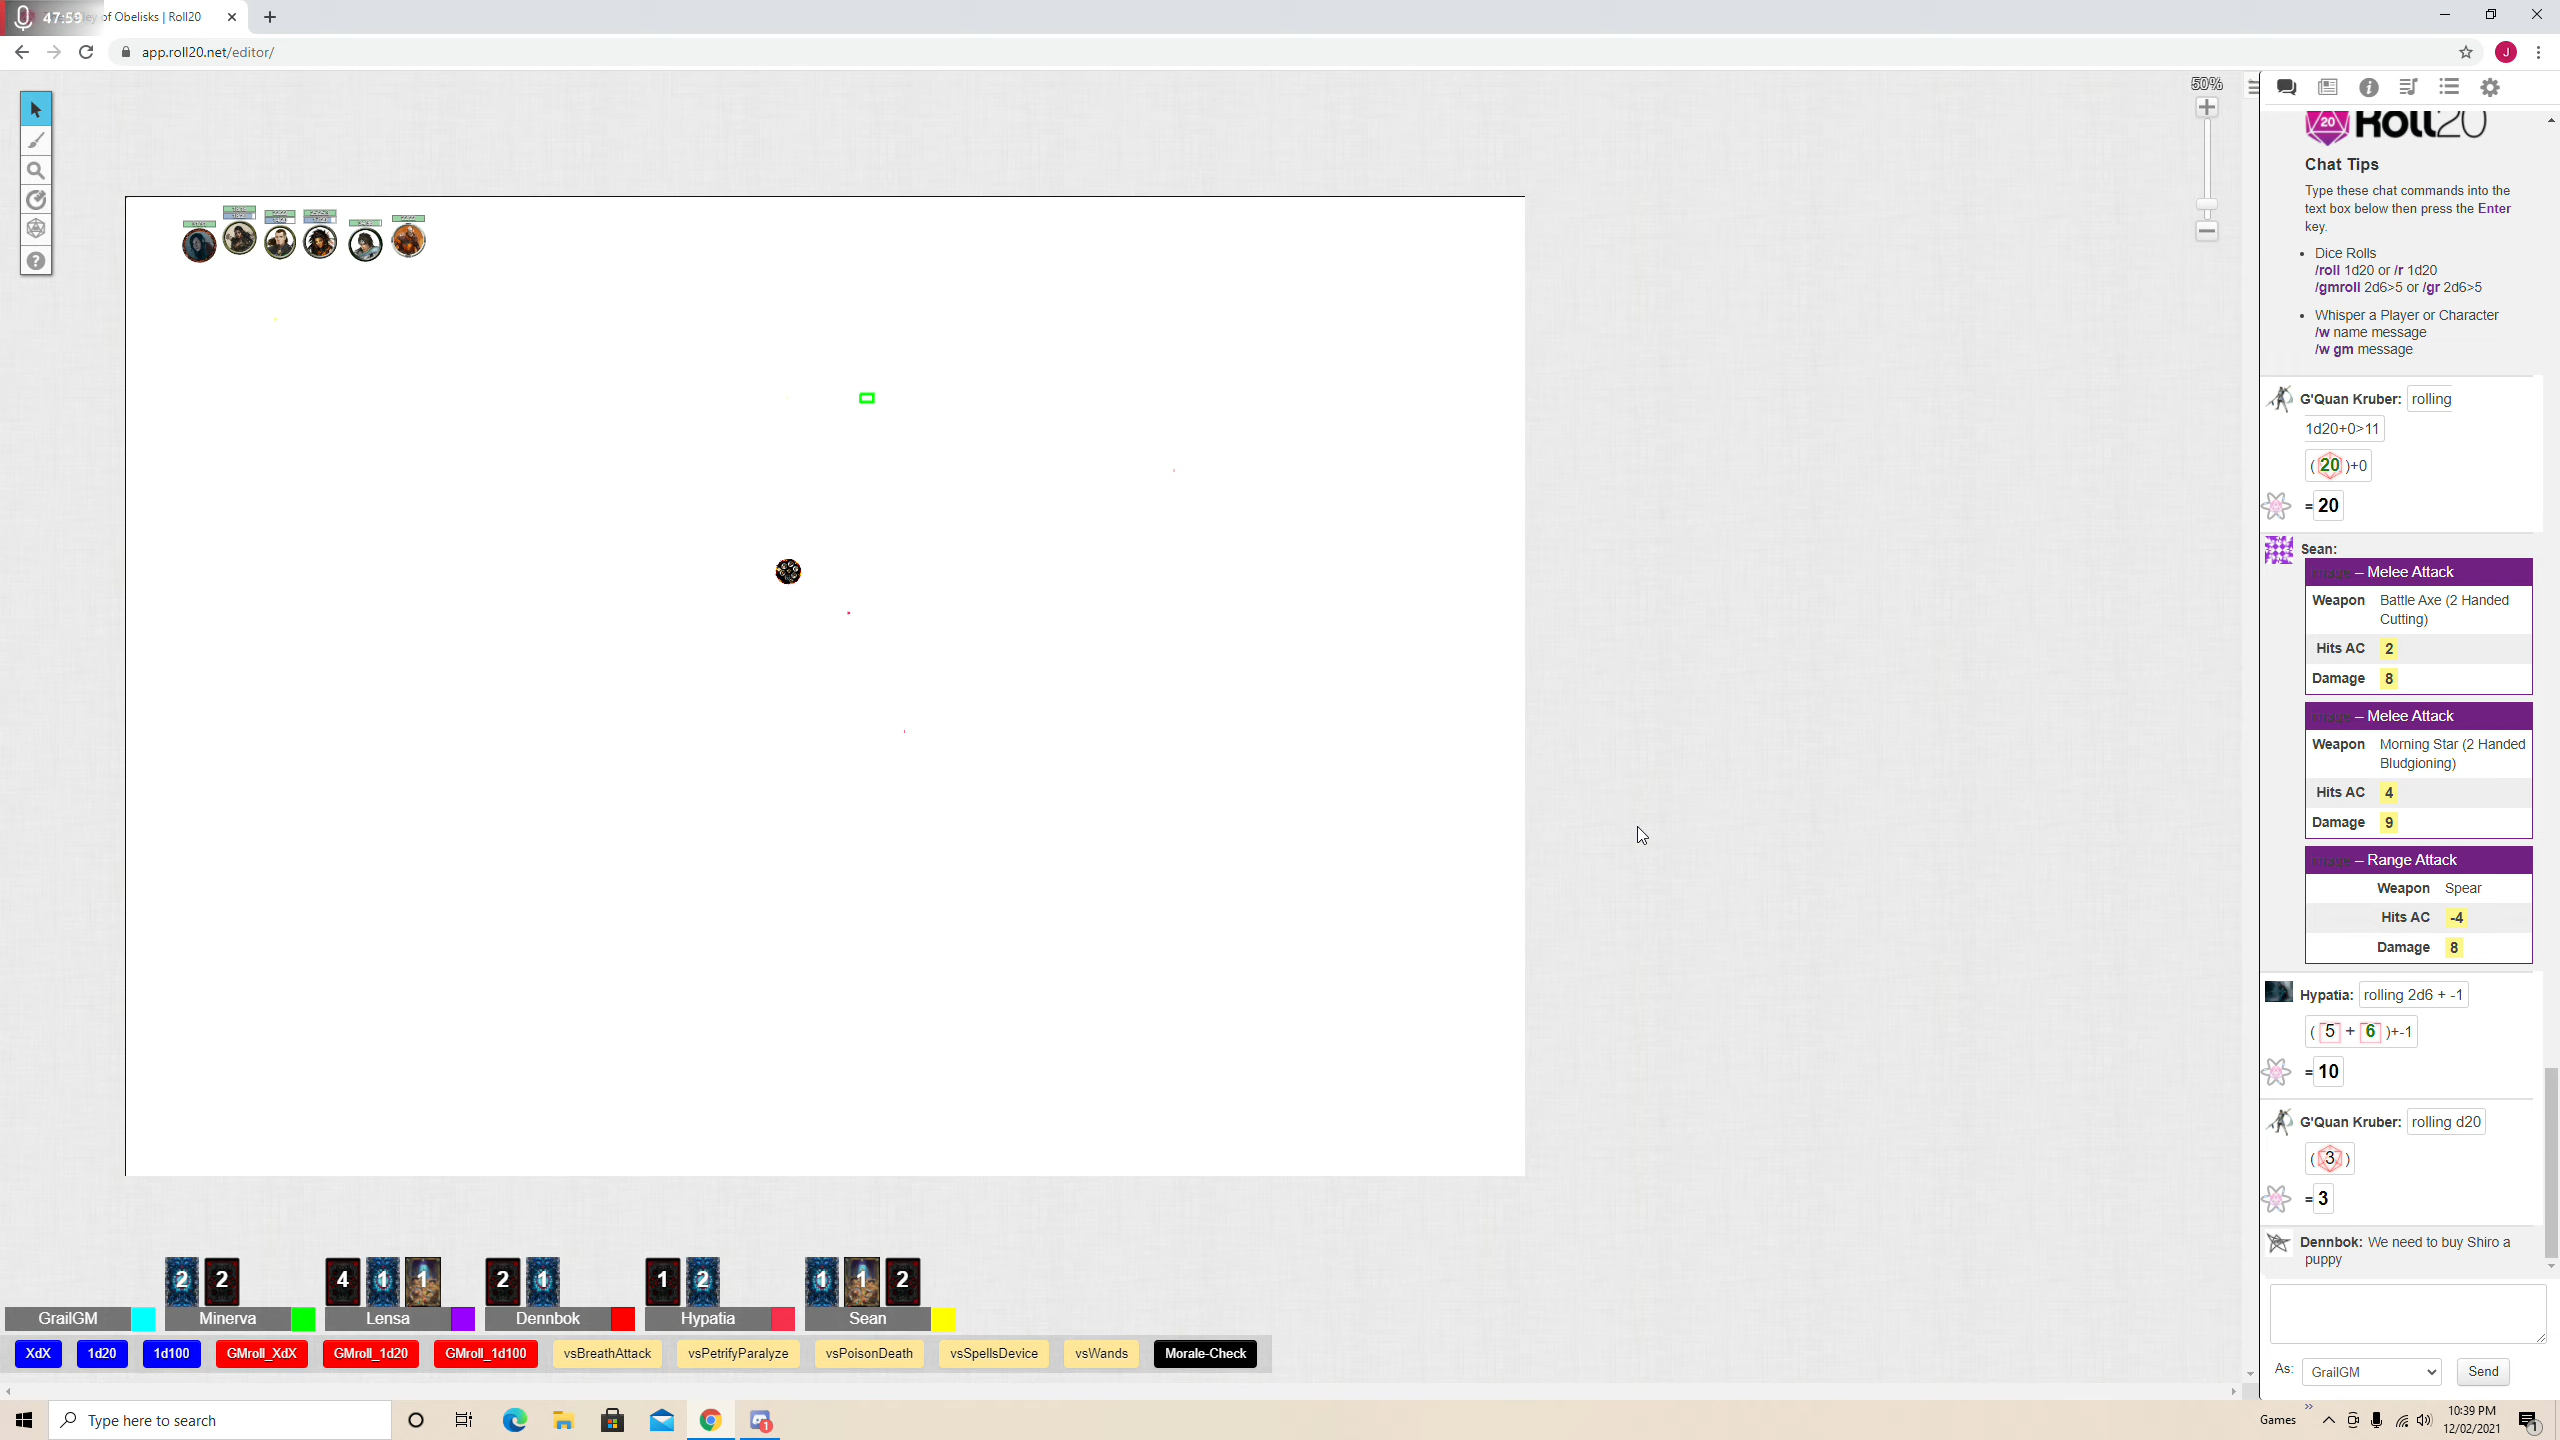 47:59
ey of Obelisks | Roll20
app.roll20.net/editor/
50%
20
Roll20
Chat Tips
Type these chat commands into the
text box below then press the Enter
key.
• Dice Rolls
/roll 1d20 or /r 1d20
/gmroll 2d6>5 or /gr 2d6>5
• Whisper a Player or Character
/w name message
/w gm message
G'Quan Kruber: rolling
1d20+0>11
(20)+0
=20
Sean:
– Melee Attack
Weapon Battle Axe (2 Handed
Cutting)
Hits AC 2
Damage 8
– Melee Attack
Weapon Morning Star (2 Handed
Bludgioning)
Hits AC 4
Damage 9
– Range Attack
Weapon Spear
Hits AC -4
Damage 8
Hypatia: rolling 2d6 + -1
(5 + 6)+-1
=10
G'Quan Kruber: rolling d20
(3)
=3
Dennbok: We need to buy Shiro a
puppy
As: GrailGM Send
2 2 4 1 1 2 1 1 2 1 1 2
GrailGM Minerva Lensa Dennbok Hypatia Sean
XdX 1d20 1d100 GMroll_XdX GMroll_1d20 GMroll_1d100 vsBreathAttack vsPetrifyParalyze vsPoisonDeath vsSpellsDevice vsWands Morale-Check
Type here to search
1
Games
10:39 PM
12/02/2021
1
J